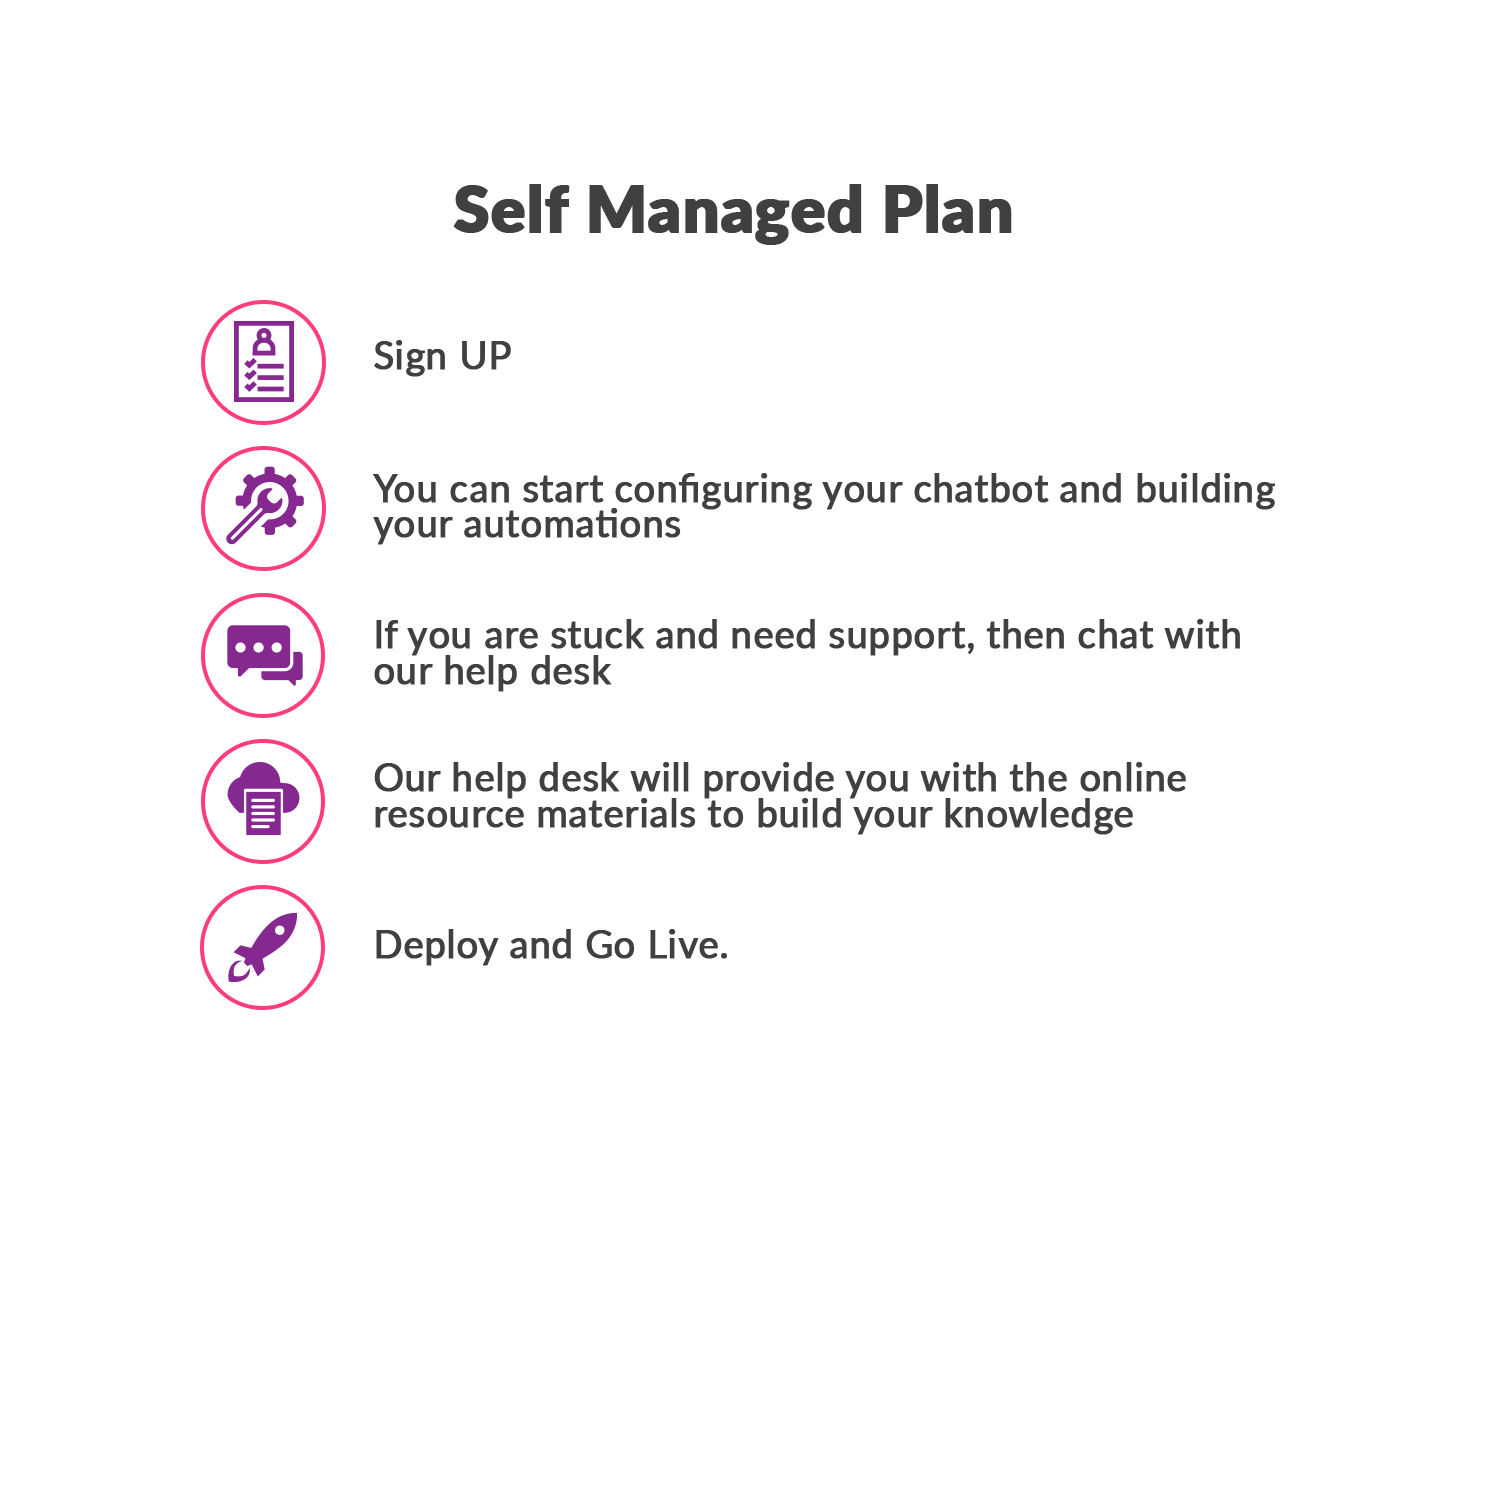 Self Managed Plan
Sign UP
You can start configuring your chatbot and building
your automations
If you are stuck and need support, then chat with
our help desk
Our help desk will provide you with the online
resource materials to build your knowledge
Deploy and Go Live.